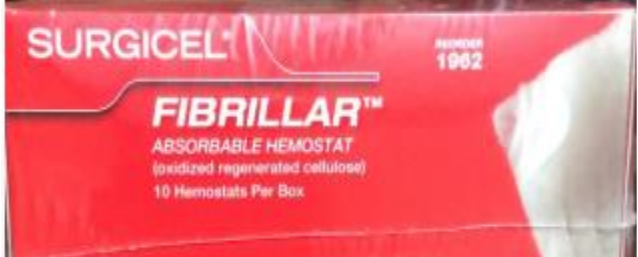 SURGICEL®
REORDER
1962
FIBRILLAR™
ABSORBABLE HEMOSTAT
(oxidized regenerated cellulose)
10 Hemostats Per Box